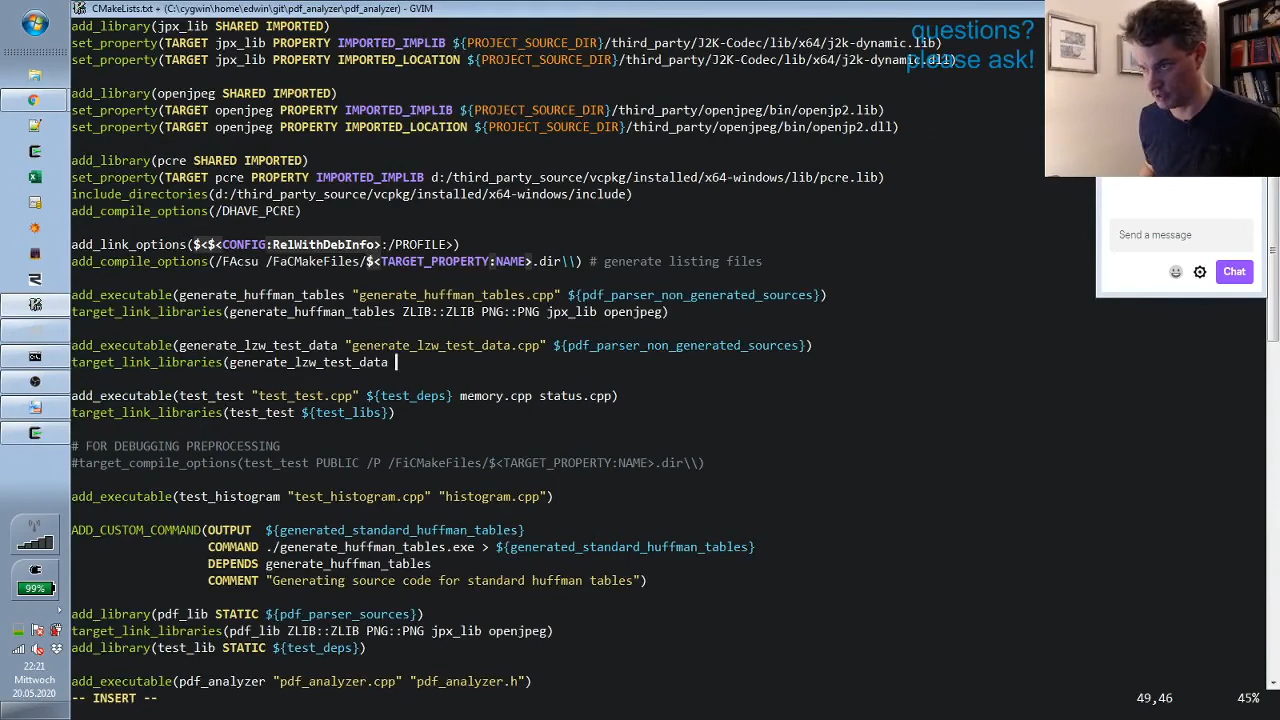 CMakeLists.txt + (C:\cygwin\home\edwin\git\pdf_analyzer\pdf_analyzer) - GVIM
add_library(jpx_lib SHARED IMPORTED)
set_property(TARGET jpx_lib PROPERTY IMPORTED_IMPLIB ${PROJECT_SOURCE_DIR}/third_party/J2K-Codec/lib/x64/j2k-dynamic.lib)
set_property(TARGET jpx_lib PROPERTY IMPORTED_LOCATION ${PROJECT_SOURCE_DIR}/third_party/J2K-Codec/lib/x64/j2k-dynamic.dll)
questions?
please ask!
add_library(openjpeg SHARED IMPORTED)
set_property(TARGET openjpeg PROPERTY IMPORTED_IMPLIB ${PROJECT_SOURCE_DIR}/third_party/openjpeg/bin/openjp2.lib)
set_property(TARGET openjpeg PROPERTY IMPORTED_LOCATION ${PROJECT_SOURCE_DIR}/third_party/openjpeg/bin/openjp2.dll)
add_library(pcre SHARED IMPORTED)
set_property(TARGET pcre PROPERTY IMPORTED_IMPLIB d:/third_party_source/vcpkg/installed/x64-windows/lib/pcre.lib)
include_directories(d:/third_party_source/vcpkg/installed/x64-windows/include)
add_compile_options(/DHAVE_PCRE)
add_link_options($<$<CONFIG:RelWithDebInfo>:/PROFILE>)
add_compile_options(/FAcsu /FaCMakeFiles/$<TARGET_PROPERTY:NAME>.dir\\) # generate listing files
add_executable(generate_huffman_tables "generate_huffman_tables.cpp" ${pdf_parser_non_generated_sources})
target_link_libraries(generate_huffman_tables ZLIB::ZLIB PNG::PNG jpx_lib openjpeg)
add_executable(generate_lzw_test_data "generate_lzw_test_data.cpp" ${pdf_parser_non_generated_sources})
target_link_libraries(generate_lzw_test_data
add_executable(test_test "test_test.cpp" ${test_deps} memory.cpp status.cpp)
target_link_libraries(test_test ${test_libs})
# FOR DEBUGGING PREPROCESSING
#target_compile_options(test_test PUBLIC /P /FiCMakeFiles/$<TARGET_PROPERTY:NAME>.dir\\)
add_executable(test_histogram "test_histogram.cpp" "histogram.cpp")
ADD_CUSTOM_COMMAND(OUTPUT ${generated_standard_huffman_tables}
COMMAND ./generate_huffman_tables.exe > ${generated_standard_huffman_tables}
DEPENDS generate_huffman_tables
COMMENT "Generating source code for standard huffman tables")
add_library(pdf_lib STATIC ${pdf_parser_sources})
target_link_libraries(pdf_lib ZLIB::ZLIB PNG::PNG jpx_lib openjpeg)
add_library(test_lib STATIC ${test_deps})
add_executable(pdf_analyzer "pdf_analyzer.cpp" "pdf_analyzer.h")
-- INSERT --
49,46
45%
Send a message
Chat
99%
22:21
Mittwoch
20.05.2020